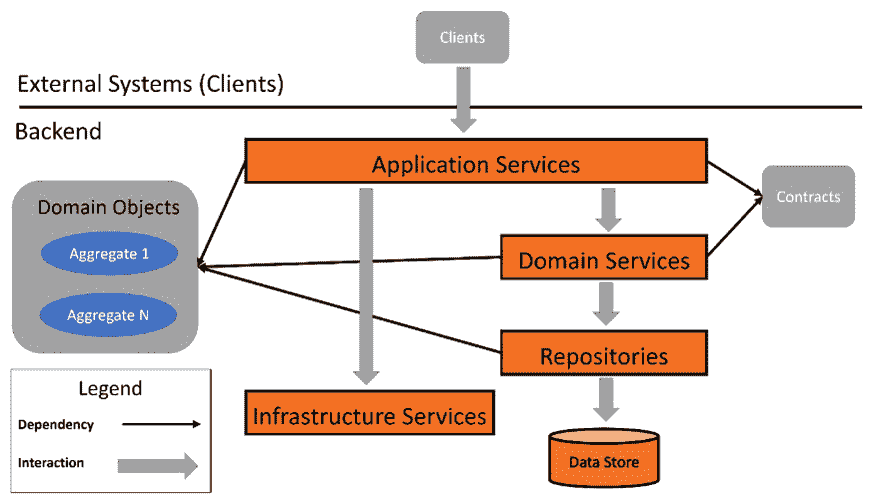 Clients
External Systems (Clients)
Backend
Application Services
Domain Objects
Aggregate 1
Aggregate N
Contracts
Domain Services
Repositories
Infrastructure Services
Data Store
Legend
Dependency
Interaction